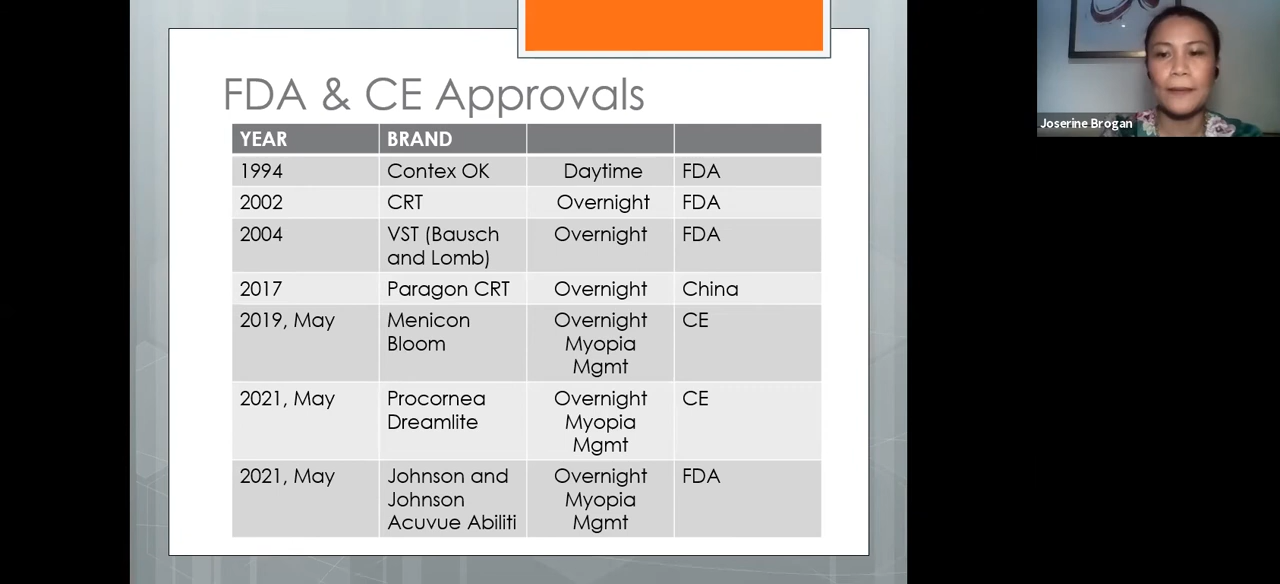 FDA & CE Approvals
YEAR BRAND
1994 Contex OK Daytime FDA
2002 CRT Overnight FDA
2004 VST (Bausch Overnight FDA
and Lomb)
2017 Paragon CRT Overnight China
2019, May Menicon Overnight CE
Bloom Myopia
Mgmt
2021, May Procornea Overnight CE
Dreamlite Myopia
Mgmt
2021, May Johnson and Overnight FDA
Johnson Myopia
Acuvue Abiliti Mgmt
Joserine Brogan